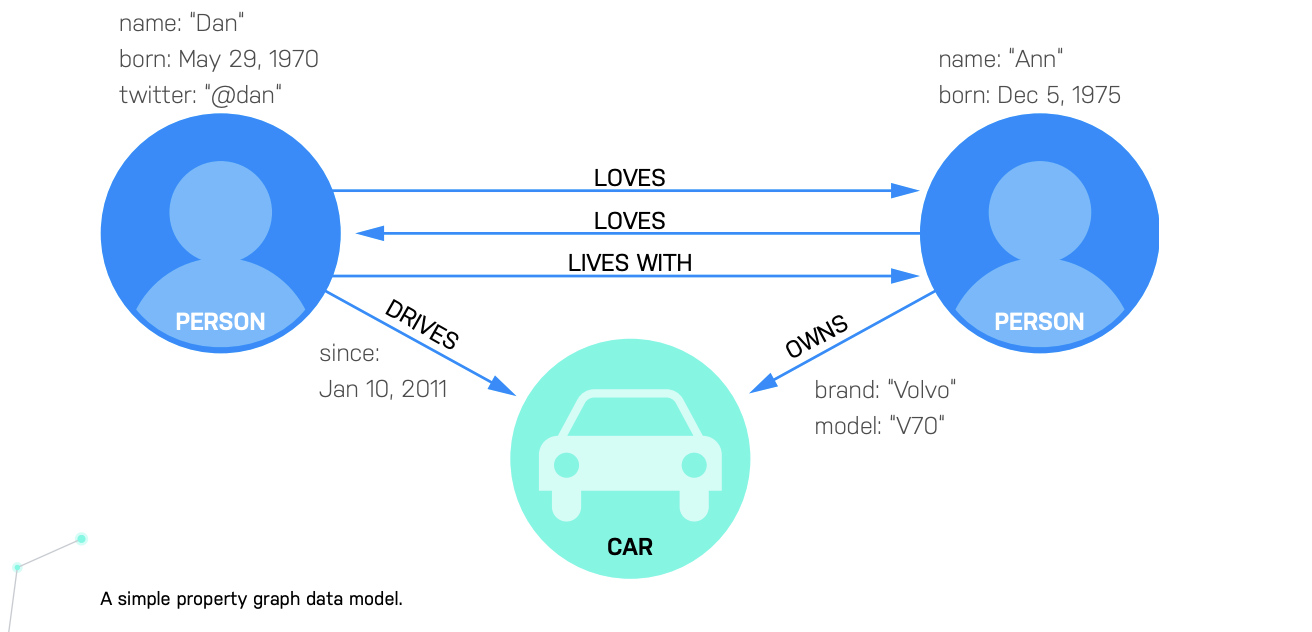 name: "Dan"
born: May 29, 1970
twitter: "@dan"
name: "Ann"
born: Dec 5, 1975
LOVES
LOVES
LIVES WITH
PERSON
PERSON
DRIVES
since:
Jan 10, 2011
OWNS
brand: "Volvo"
model: "V70"
CAR
A simple property graph data model.